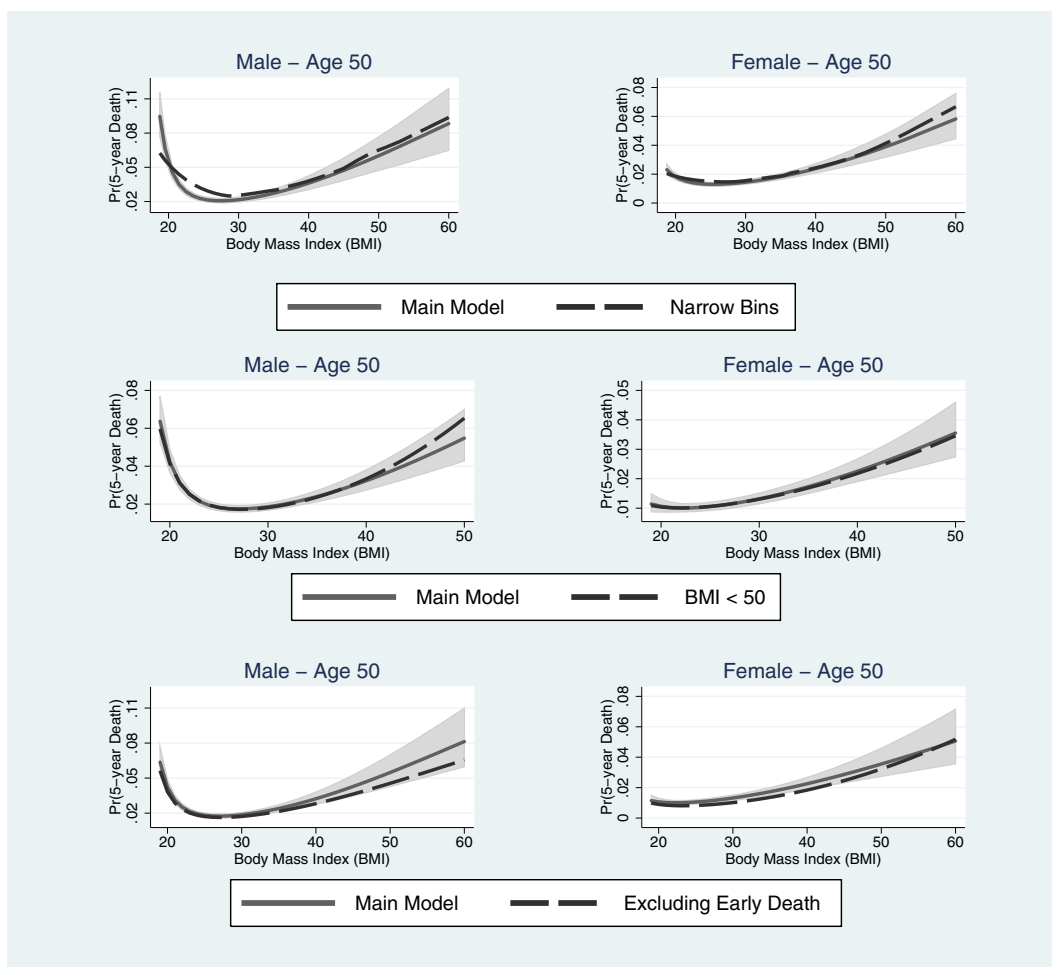 Male – Age 50
Female – Age 50
Pr(5−year Death)
.02 .05 .08 .11
20 30 40 50 60
Body Mass Index (BMI)
Pr(5−year Death)
0 .02 .04 .06 .08
20 30 40 50 60
Body Mass Index (BMI)
Main Model
Narrow Bins
Male – Age 50
Female – Age 50
Pr(5−year Death)
.02 .04 .06 .08
20 30 40 50
Body Mass Index (BMI)
Pr(5−year Death)
.01 .02 .03 .04 .05
20 30 40 50
Body Mass Index (BMI)
Main Model
BMI < 50
Male – Age 50
Female – Age 50
Pr(5−year Death)
.02 .05 .08 .11
20 30 40 50 60
Body Mass Index (BMI)
Pr(5−year Death)
0 .02 .04 .06 .08
20 30 40 50 60
Body Mass Index (BMI)
Main Model
Excluding Early Death